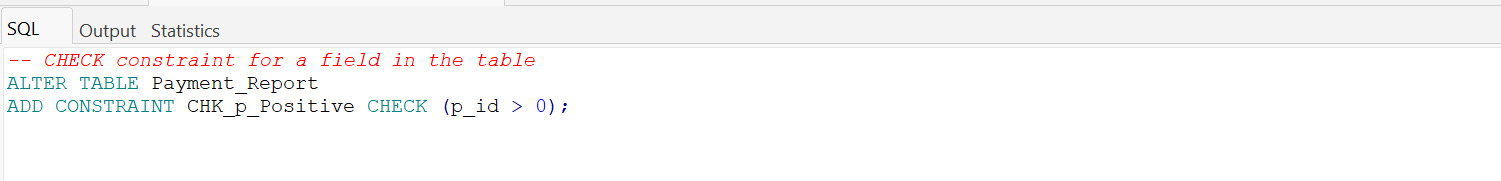 SQL Output Statistics
-- CHECK constraint for a field in the table
ALTER TABLE Payment_Report
ADD CONSTRAINT CHK_p_Positive CHECK (p_id > 0);